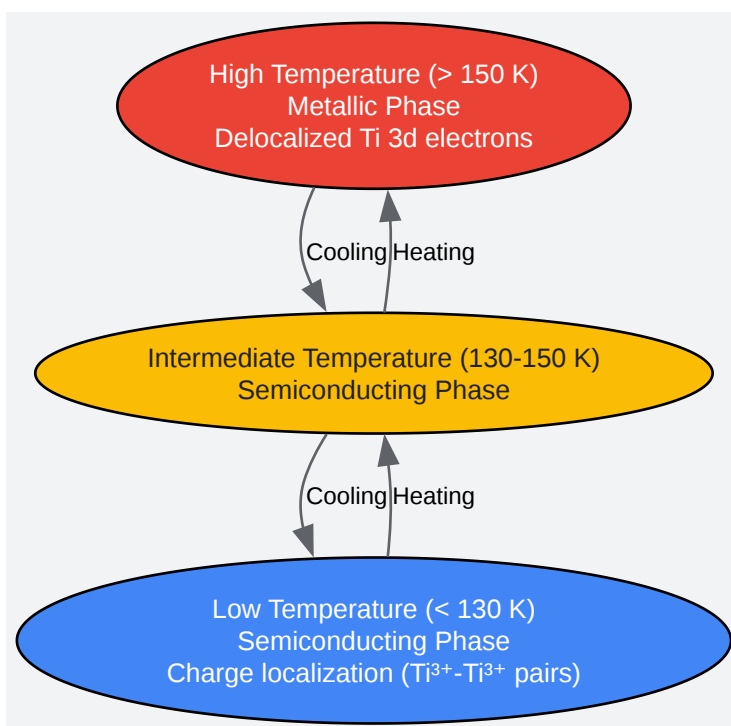 High Temperature (> 150 K)
Metallic Phase
Delocalized Ti 3d electrons
Cooling Heating
Intermediate Temperature (130-150 K)
Semiconducting Phase
Cooling Heating
Low Temperature (< 130 K)
Semiconducting Phase
Charge localization (Ti³⁺-Ti³⁺ pairs)